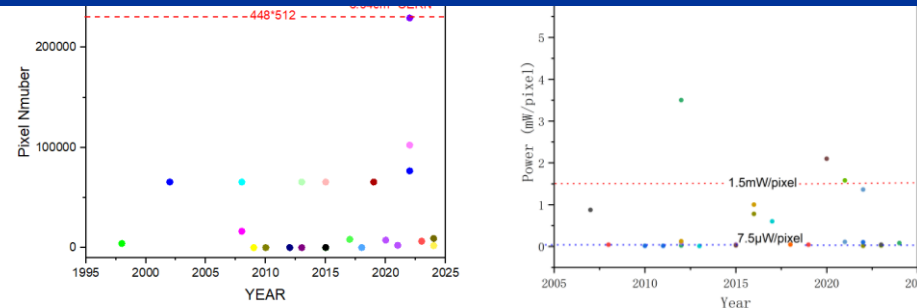 448*512
200000
100000
0
Pixel Nmuber
1995 2000 2005 2010 2015 2020 2025
YEAR
5
4
3
2
1
0
Power (mW/pixel)
1.5mW/pixel
7.5μW/pixel
2005 2010 2015 2020
Year